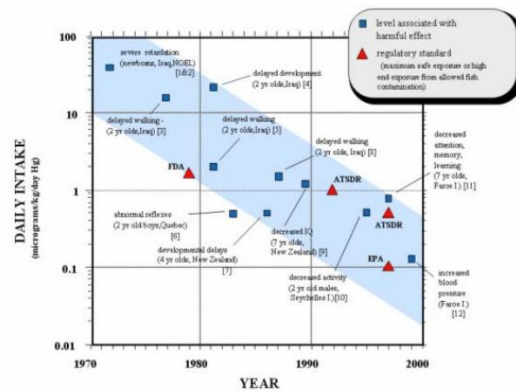 level associated with
harmful effect
regulatory standard
(maximum safe exposure or high
end exposure from allowed fish
contamination)
100
10
1
0.1
0.01
DAILY INTAKE
(micrograms/kg/day Hg)
severe retardation
(newborns, Iraq,NOEL)
[1&2]
delayed development
(2 yr olds,Iraq) [4]
delayed walking -
(2 yr olds,Iraq) [3]
delayed walking
(2 yr olds,Iraq) [5]
delayed walking
(2 yr olds,Iraq) [8]
decreased
attention,
memory,
learning
(7 yr olds,
Faroe I.) [11]
FDA
ATSDR
ATSDR
EPA
abnormal reflexes
(2 year old boys,Quebec)
[6]
developmental delays
(4 yr olds, New Zealand)
[7]
decreased IQ
(7 yr olds,
New Zealand) [9]
decreased activity
(2 yr old males,
Seychelles I.)[10]
increased
blood
pressure
(Faroe I.)
[12]
1970
1980
1990
2000
YEAR